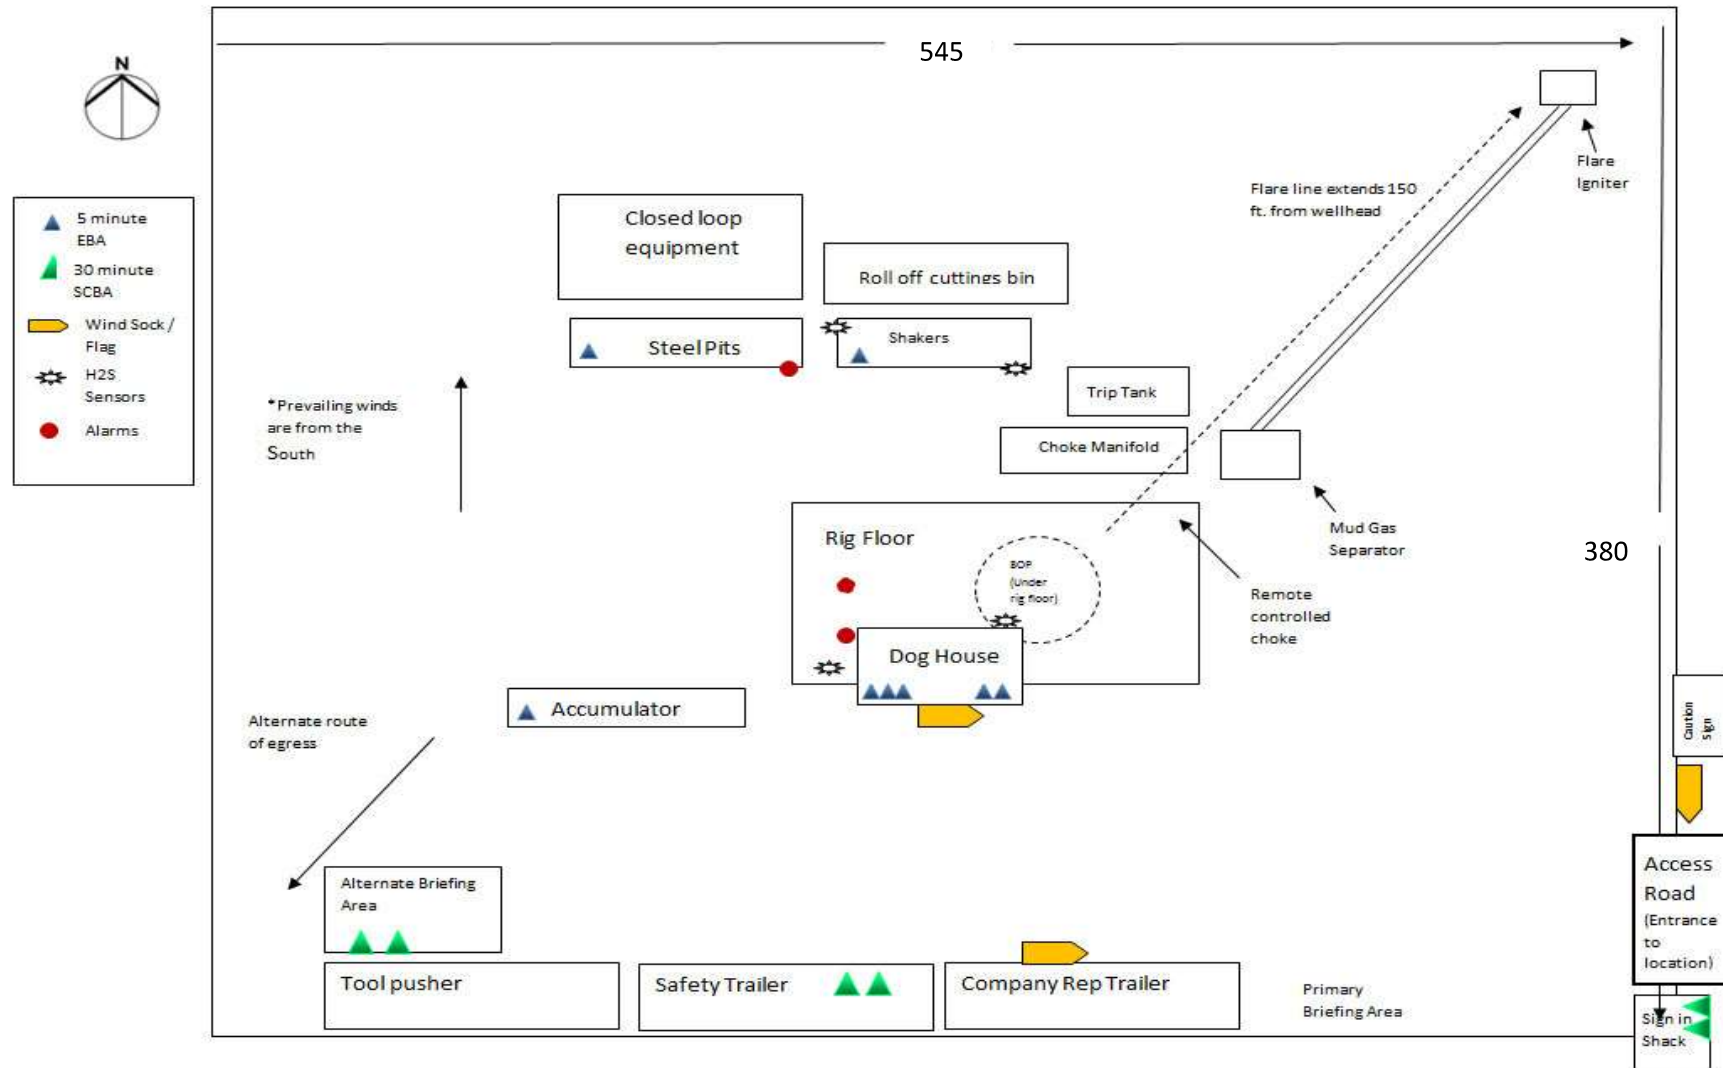 545
N
Flare
Igniter
Flare line extends 150
ft. from wellhead
5 minute
EBA
30 minute
SCBA
Wind Sock /
Flag
H2S
Sensors
Alarms
Closed loop
equipment
Roll off cuttings bin
Steel Pits
Shakers
Trip Tank
*Prevailing winds
are from the
South
Choke Manifold
Mud Gas
Separator
380
Rig Floor
BOP
(Under
rig floor)
Remote
controlled
choke
Dog House
Accumulator
Alternate route
of egress
Caution
Sign
Access
Road
(Entrance
to
location)
Alternate Briefing
Area
Tool pusher
Safety Trailer
Company Rep Trailer
Primary
Briefing Area
Sign in
Shack